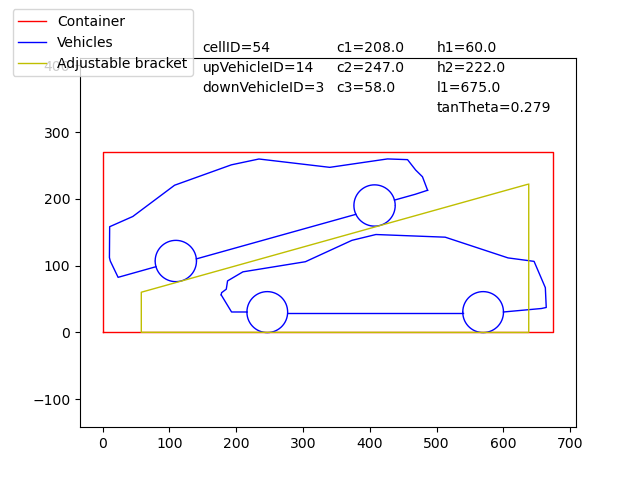 Container
Vehicles
Adjustable bracket
cellID=54 c1=208.0 h1=60.0
upVehicleID=14 c2=247.0 h2=222.0
downVehicleID=3 c3=58.0 l1=675.0
tanTheta=0.279
400
300
200
100
0
−100
0 100 200 300 400 500 600 700